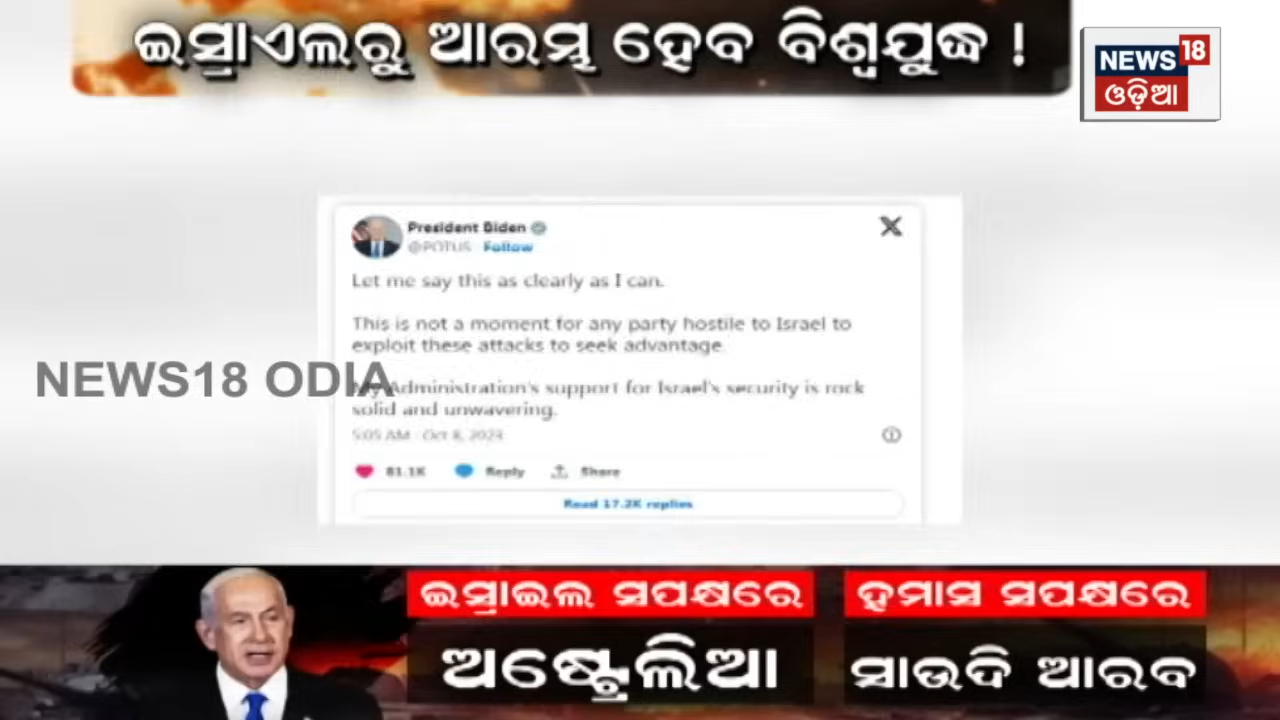 ଇସ୍ରାଏଲରୁ ଆରମ୍ଭ ହେବ ବିଶ୍ୱଯୁଦ୍ଧ !
NEWS 18
ଓଡ଼ିଆ
President Biden
@POTUS Follow
X
Let me say this as clearly as I can.
This is not a moment for any party hostile to Israel to
exploit these attacks to seek advantage.
My Administration's support for Israel's security is rock
solid and unwavering.
NEWS18 ODIA
5:05 AM · Oct 8, 2023
81.1K Reply Share
Read 17.2K replies
ଇସ୍ରାଇଲ ସପକ୍ଷରେ
ହମାସ ସପକ୍ଷରେ
ଅଷ୍ଟ୍ରେଲିଆ
ସାଉଦି ଆରବ